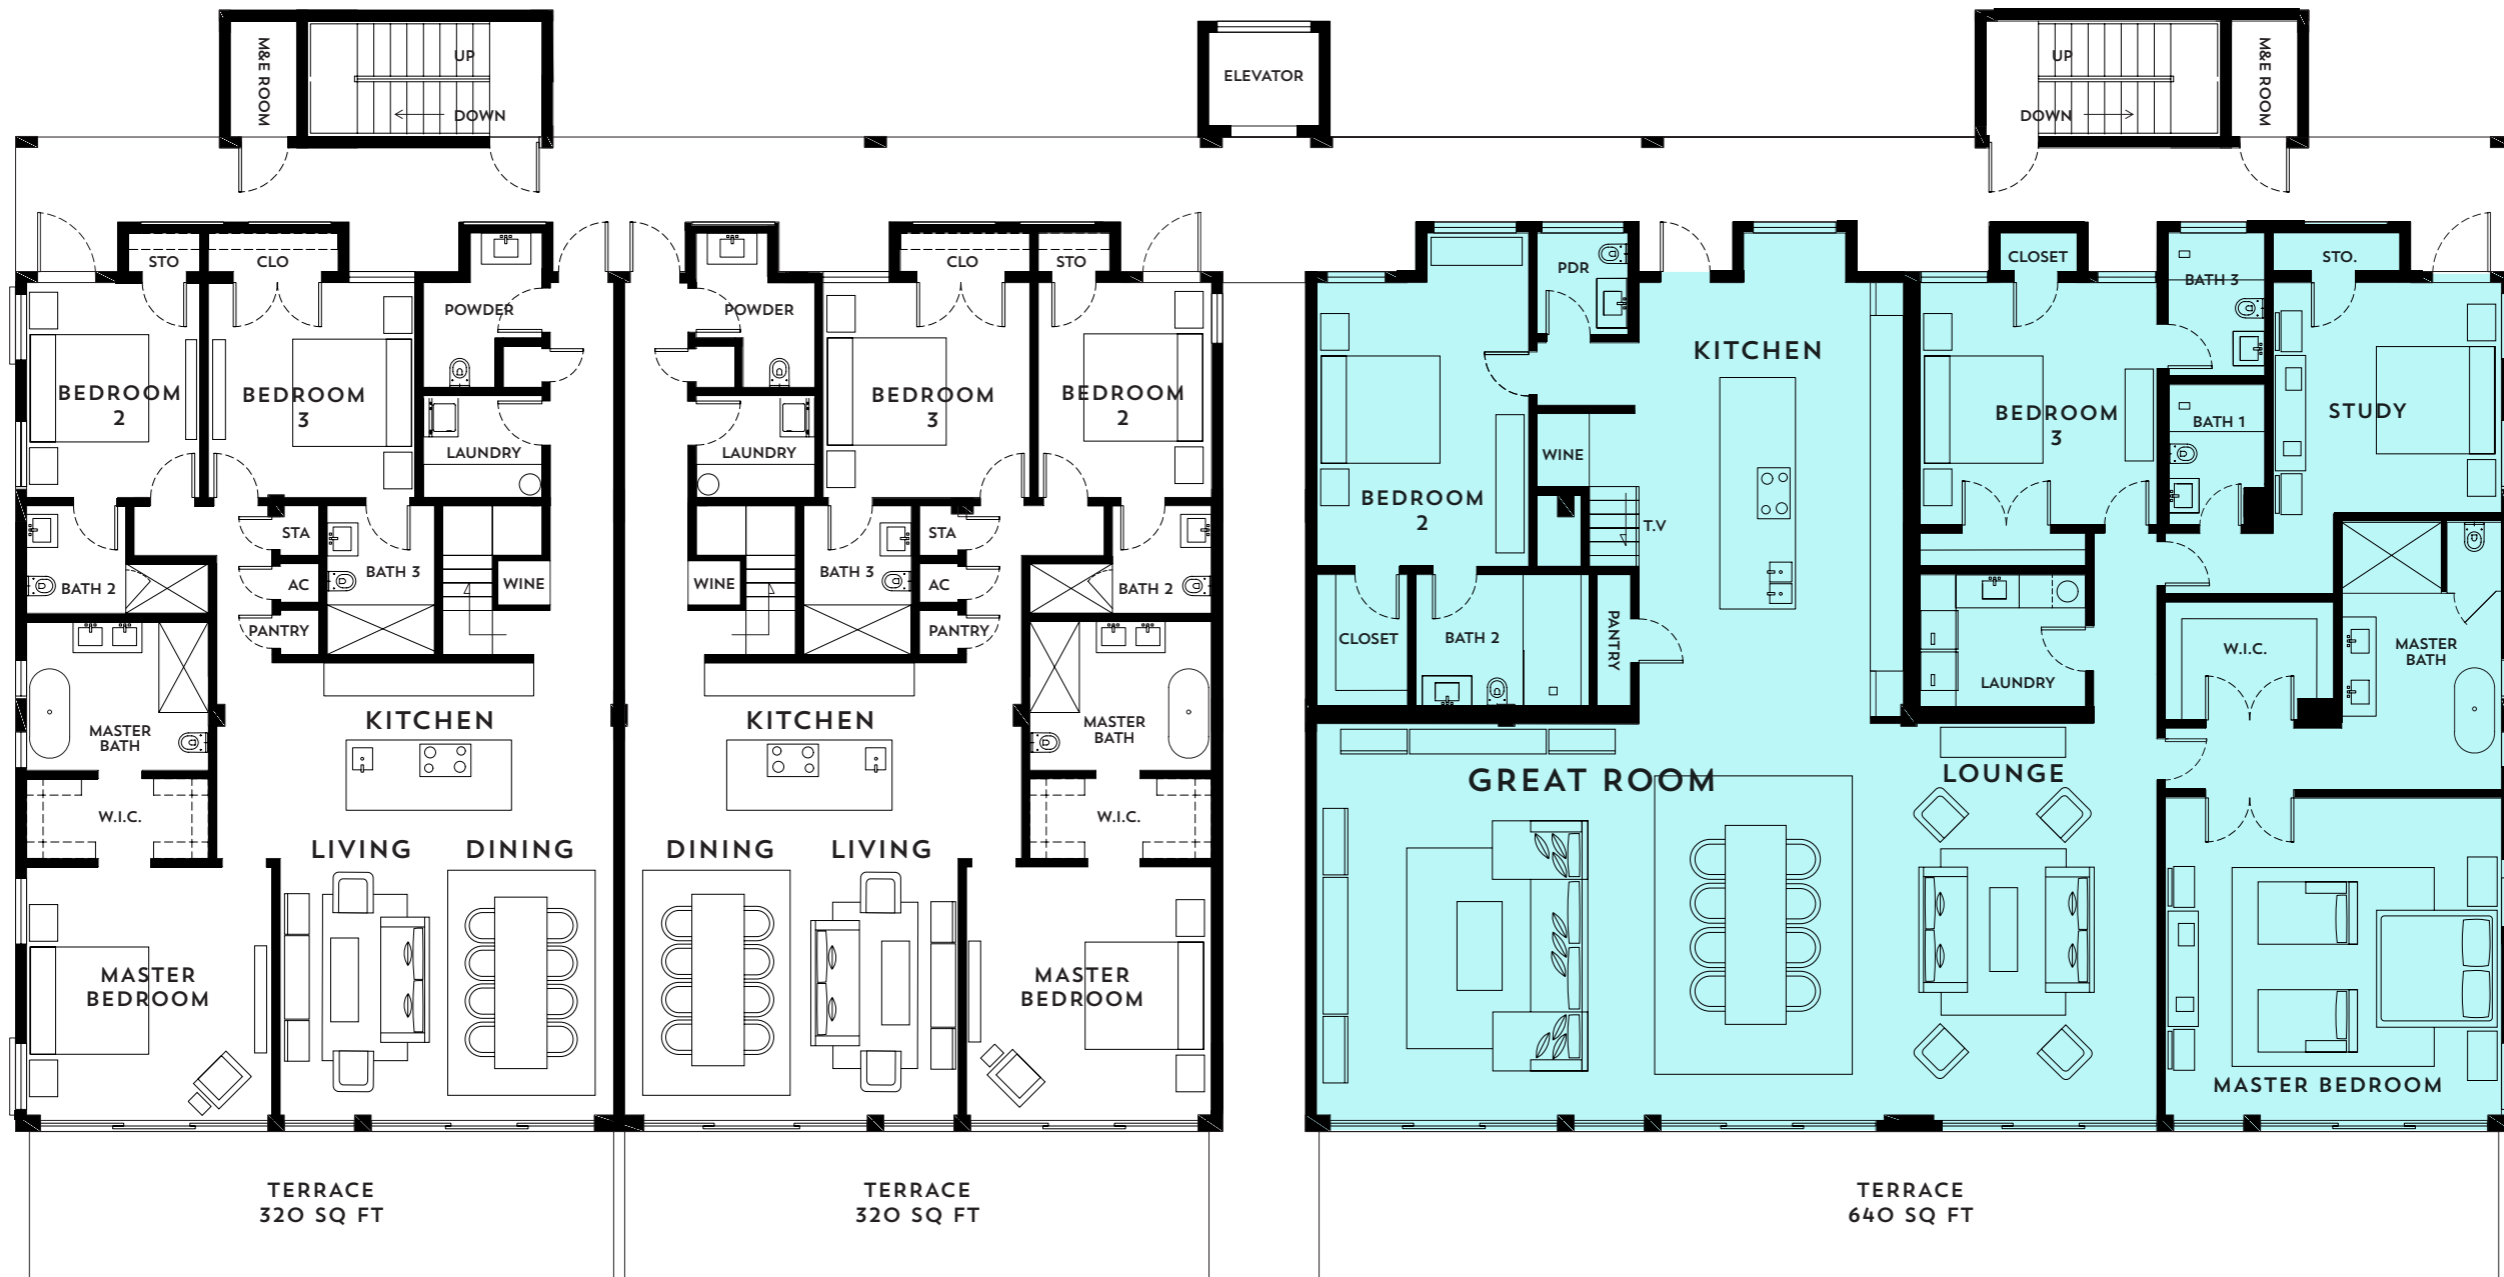 M&E ROOM
UP
DOWN
ELEVATOR
UP
DOWN
M&E ROOM
STO
CLO
POWDER
BEDROOM
2
BEDROOM
3
LAUNDRY
STA
AC
PANTRY
BATH 2
BATH 3
WINE
MASTER
BATH
KITCHEN
W.I.C.
LIVING
DINING
MASTER
BEDROOM
TERRACE
320 SQ FT
CLO
STO
POWDER
BEDROOM
3
BEDROOM
2
LAUNDRY
WINE
BATH 3
STA
AC
PANTRY
BATH 2
KITCHEN
MASTER
BATH
W.I.C.
DINING
LIVING
MASTER
BEDROOM
TERRACE
320 SQ FT
PDR
CLOSET
BATH 3
STO.
KITCHEN
BEDROOM
3
BATH 1
STUDY
WINE
BEDROOM
2
T.V
CLOSET
BATH 2
PANTRY
LAUNDRY
W.I.C.
MASTER
BATH
GREAT ROOM
LOUNGE
MASTER BEDROOM
TERRACE
640 SQ FT